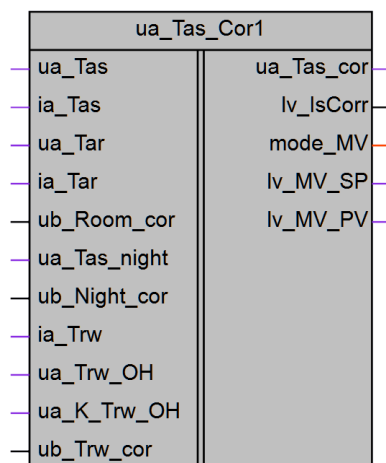 ua_Tas_Cor1
ua_Tas
ua_Tas_cor
ia_Tas
lv_IsCorr
ua_Tar
mode_MV
ia_Tar
lv_MV_SP
ub_Room_cor
lv_MV_PV
ua_Tas_night
ub_Night_cor
ia_Trw
ua_Trw_OH
ua_K_Trw_OH
ub_Trw_cor